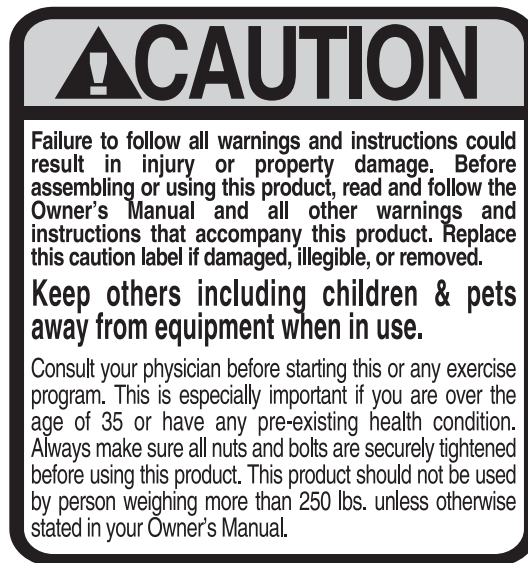 CAUTION
Failure to follow all warnings and instructions could
result in injury or property damage. Before
assembling or using this product, read and follow the
Owner's Manual and all other warnings and
instructions that accompany this product. Replace
this caution label if damaged, illegible, or removed.
Keep others including children & pets
away from equipment when in use.
Consult your physician before starting this or any exercise
program. This is especially important if you are over the
age of 35 or have any pre-existing health condition.
Always make sure all nuts and bolts are securely tightened
before using this product. This product should not be used
by person weighing more than 250 lbs. unless otherwise
stated in your Owner's Manual.